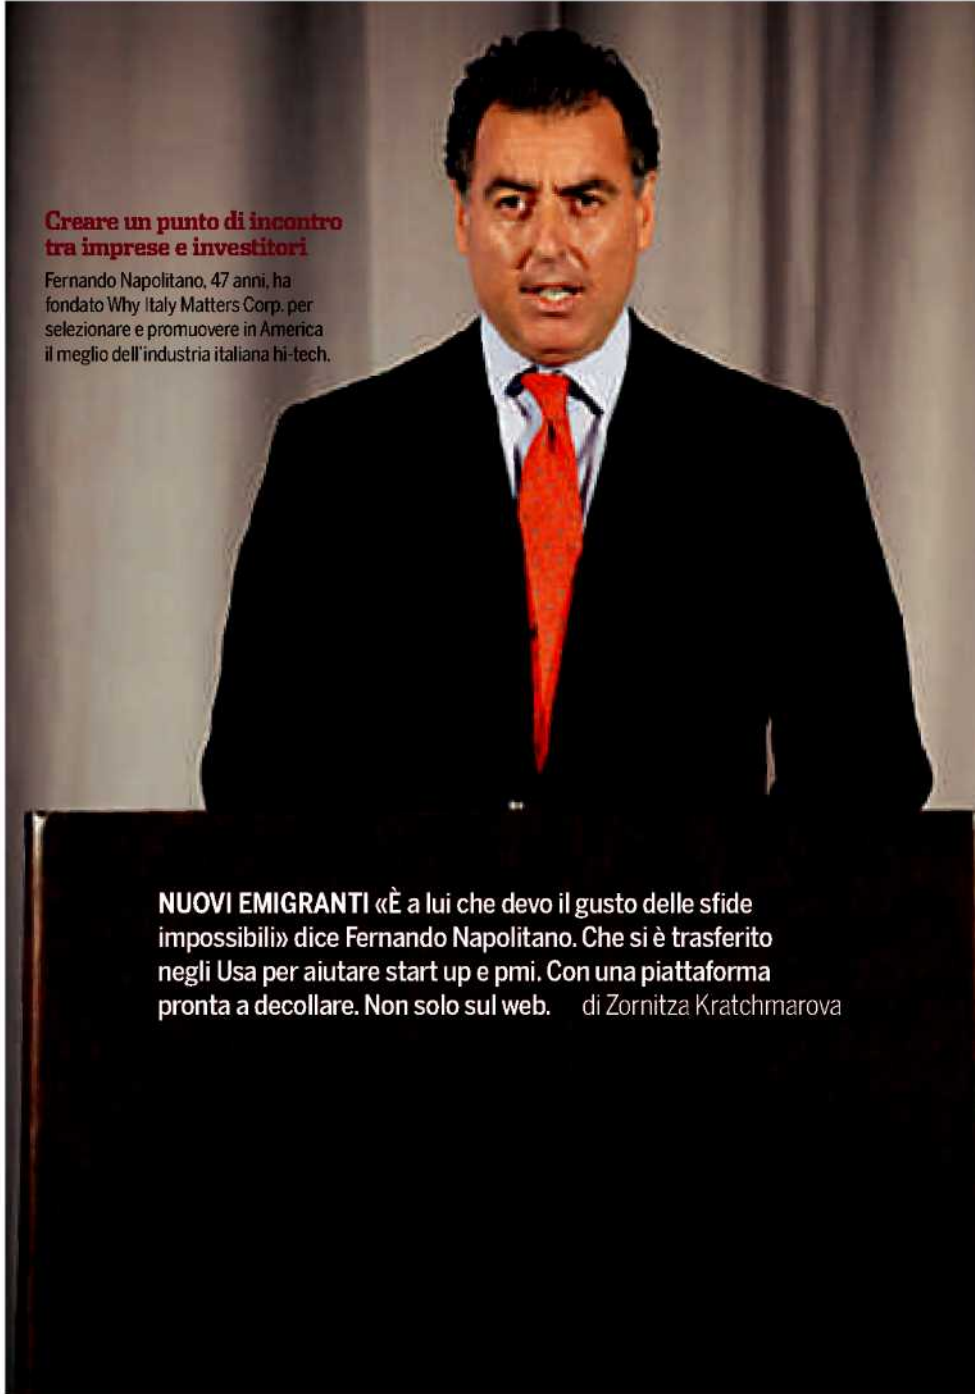 Creare un punto di incontro
tra imprese e investitori
Fernando Napolitano, 47 anni, ha
fondato Why Italy Matters Corp. per
selezionare e promuovere in America
il meglio dell'industria italiana hi-tech.
NUOVI EMIGRANTI «È a lui che devo il gusto delle sfide
impossibili» dice Fernando Napolitano. Che si è trasferito
negli Usa per aiutare start up e pmi. Con una piattaforma
pronta a decollare. Non solo sul web. di Zornitza Kratchmarova